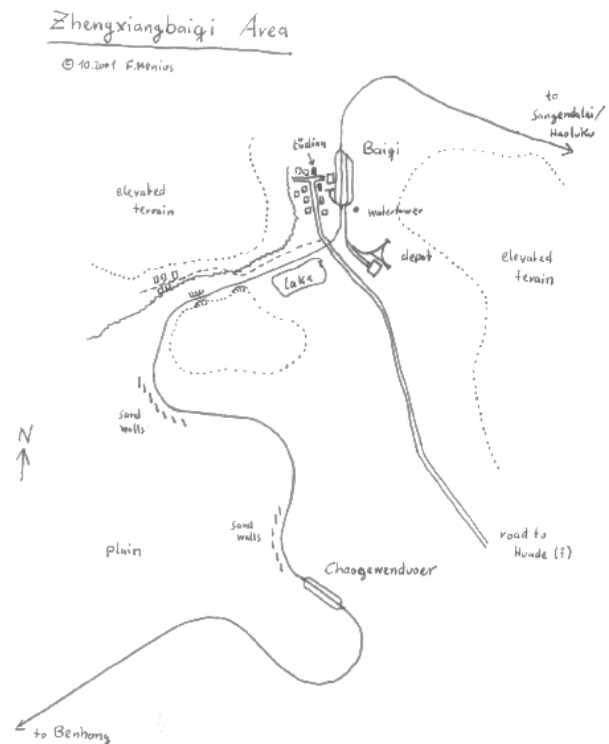 Zhengxiangbaiqi Area
© 10.2001 F.Menius
to
Sangendalai/
Haoluku
Lüdian
Baiqi
elevated
terrain
watertower
depot
elevated
terrain
Lake
sand
walls
N
sand
walls
plain
road to
Huade (?)
Chaogewenduoer
to Benhong